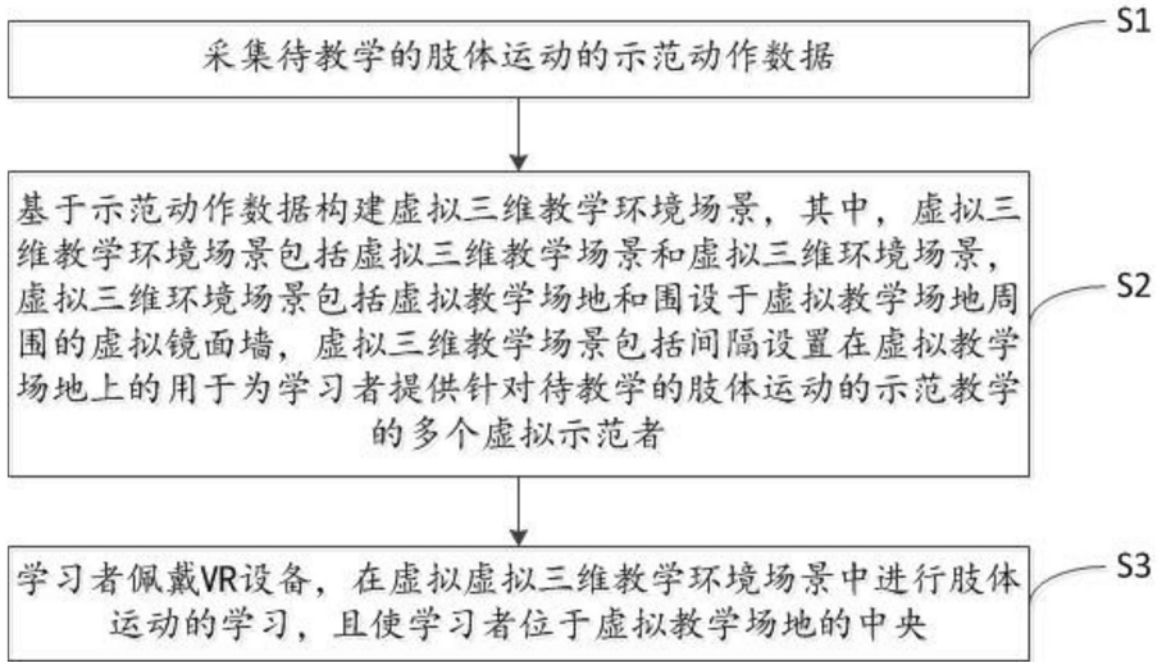 采集待教学的肢体运动的示范动作数据
S1
基于示范动作数据构建虚拟三维教学环境场景，其中，虚拟三
维教学环境场景包括虚拟三维教学场景和虚拟三维环境场景，
虚拟三维环境场景包括虚拟教学场地和围设于虚拟教学场地周
围的虚拟镜面墙，虚拟三维教学场景包括间隔设置在虚拟教学
场地上的用于为学习者提供针对待教学的肢体运动的示范教学
的多个虚拟示范者
S2
学习者佩戴VR设备，在虚拟虚拟三维教学环境场景中进行肢体
运动的学习，且使学习者位于虚拟教学场地的中央
S3